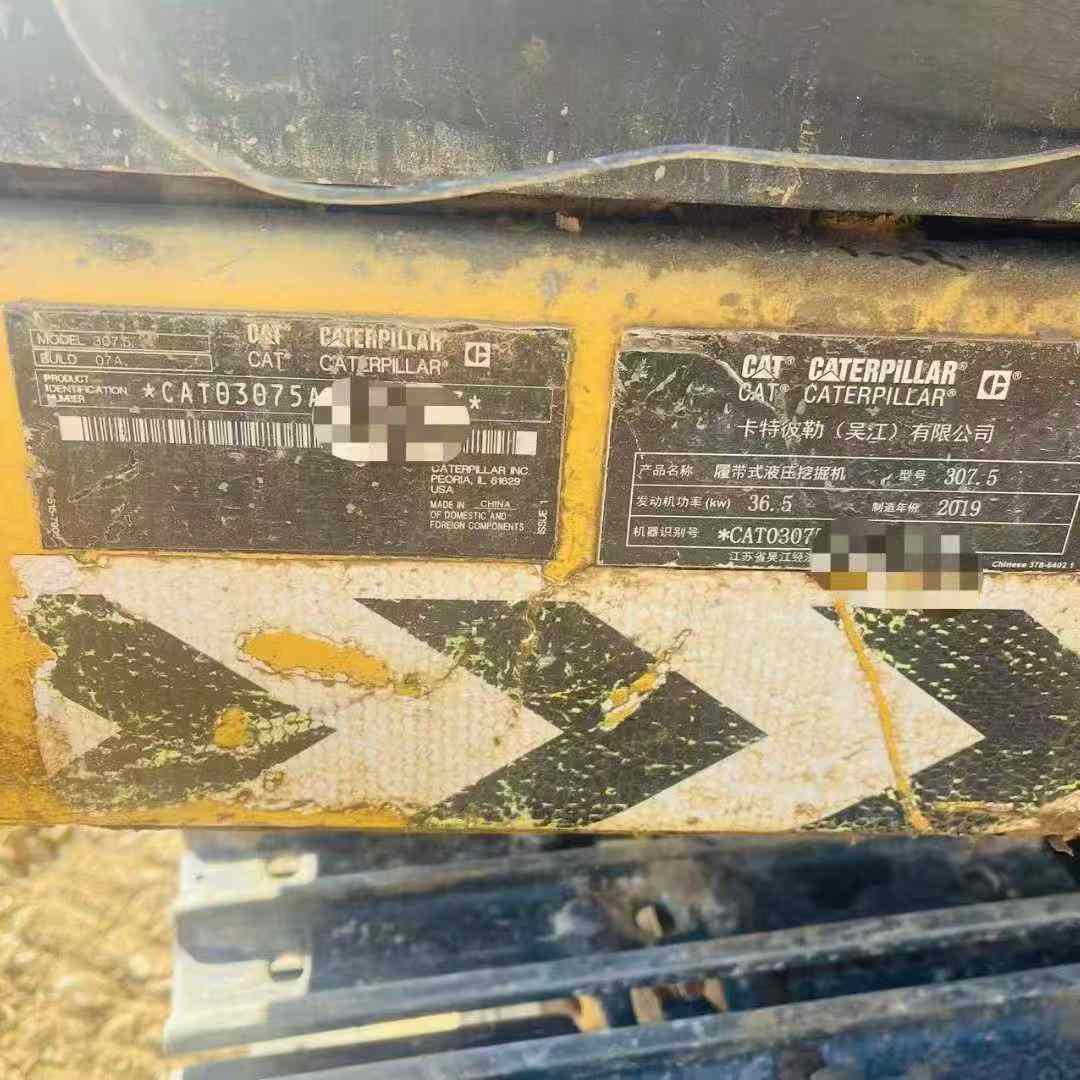 MODEL 307.5
BUILD 07A
CAT CATERPILLAR
CAT CATERPILLAR
PRODUCT
IDENTIFICATION
NUMBER
*CAT03075A
CATERPILLAR INC.
PEORIA, IL 61629
USA
MADE IN CHINA
OF DOMESTIC AND
FOREIGN COMPONENTS
ISSUE 1
CAT® CATERPILLAR®
CAT® CATERPILLAR®
卡特彼勒（吴江）有限公司
产品名称 履带式液压挖掘机 型号 307.5
发动机功率(kw) 36.5 制造年份 2019
机器识别号 *CAT0307
江苏省吴江经济
Chinese 378-6402 1